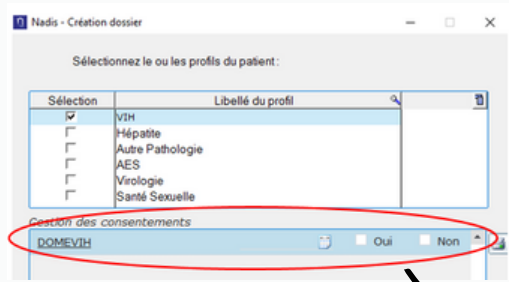 Nadis - Création dossier
Sélectionnez le ou les profils du patient :
Sélection Libellé du profil
VIH
Hépatite
Autre Pathologie
AES
Virologie
Santé Sexuelle
Gestion des consentements
DOMEVIH Oui Non